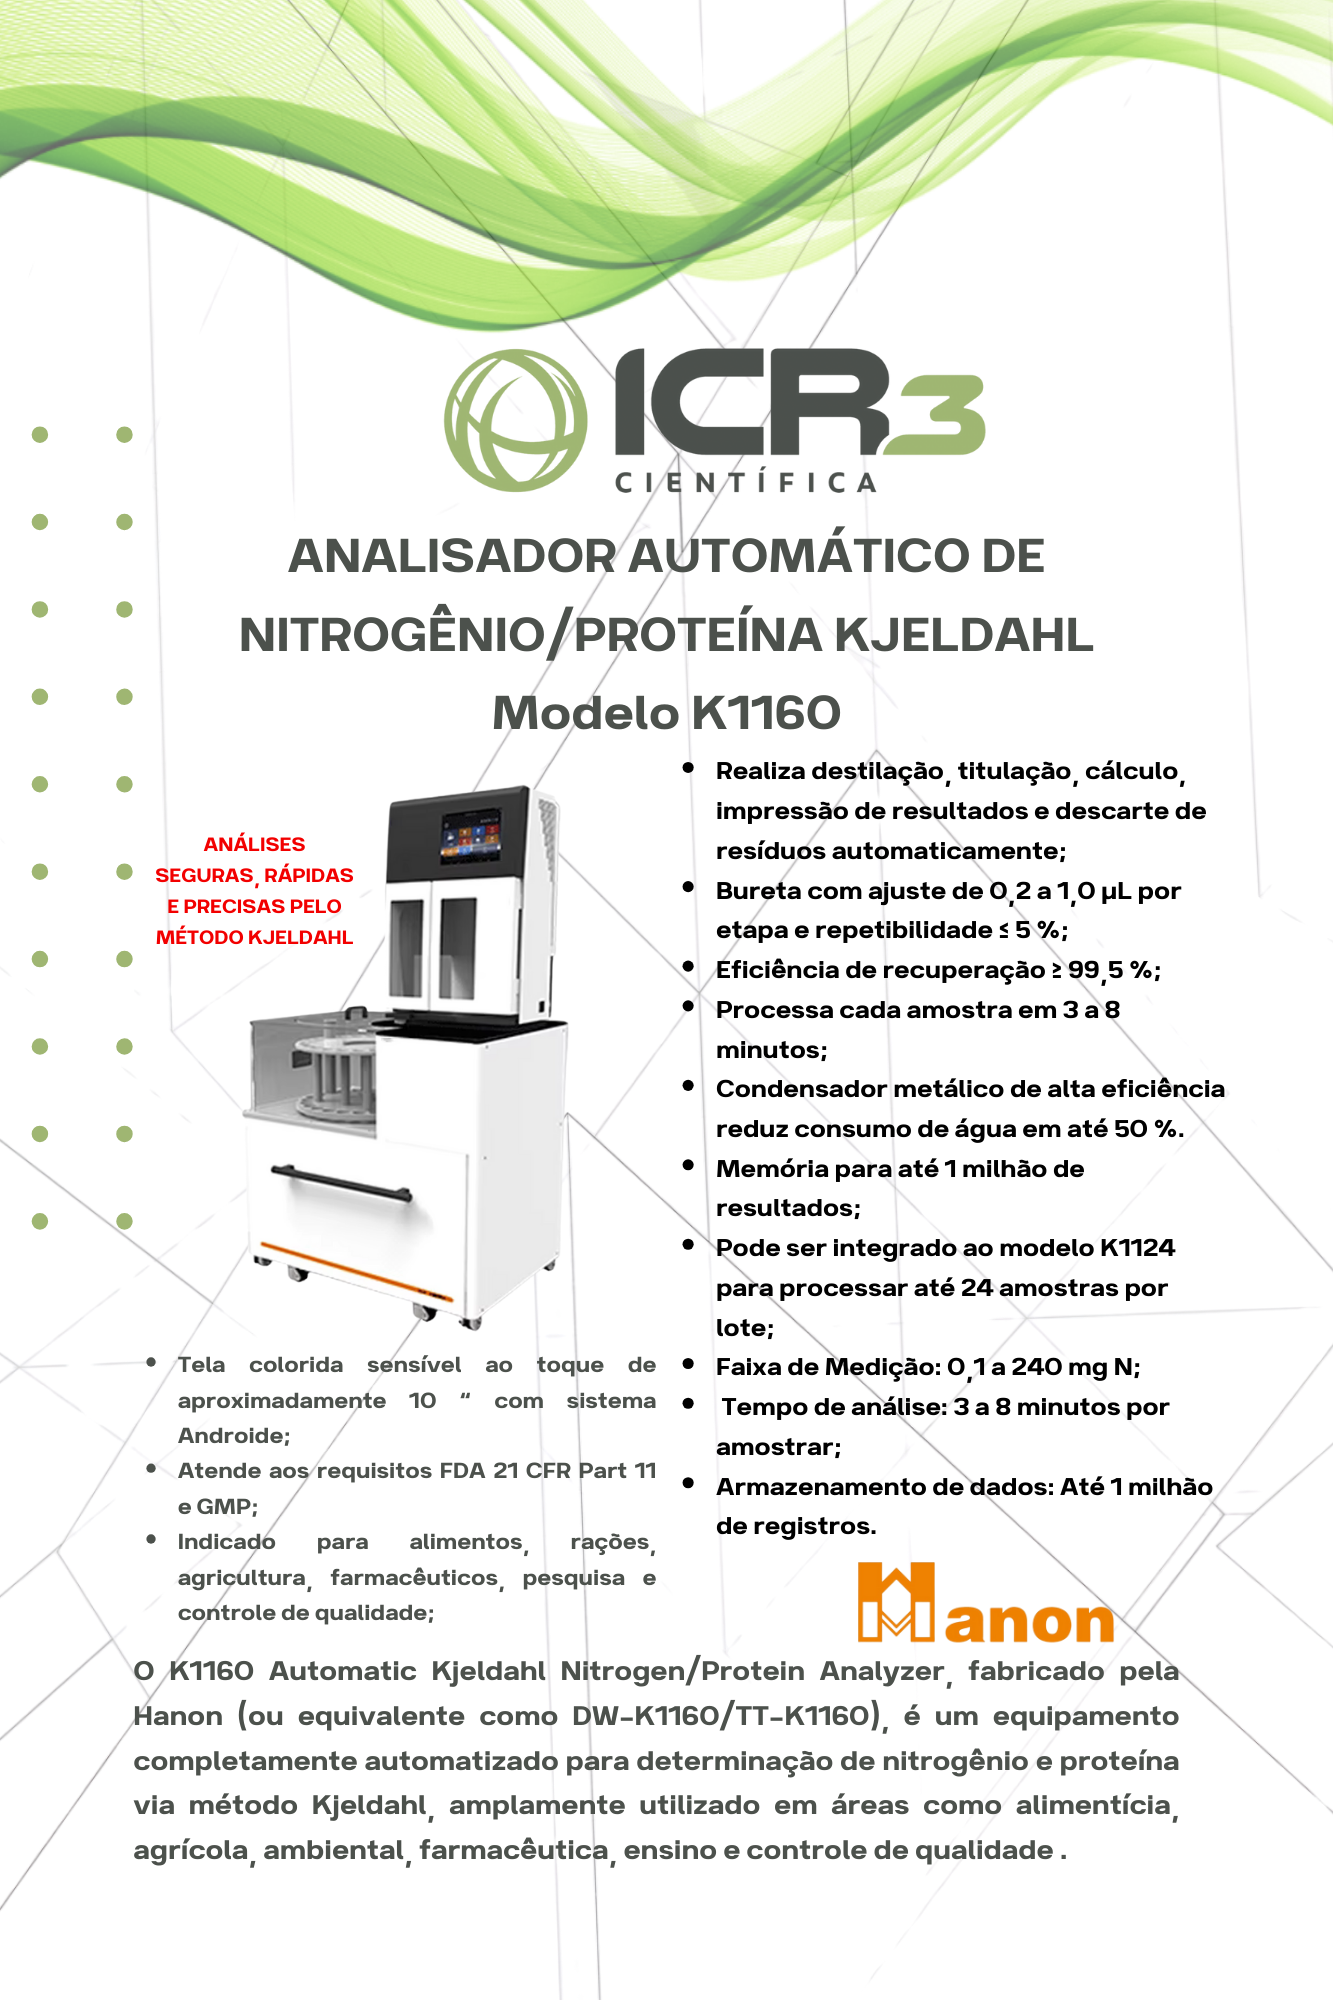 ICR3
CIENTÍFICA
ANALISADOR AUTOMÁTICO DE
NITROGÊNIO/PROTEÍNA KJELDAHL
Modelo K1160
ANÁLISES
SEGURAS, RÁPIDAS
E PRECISAS PELO
MÉTODO KJELDAHL
• Tela colorida sensível ao toque de
aproximadamente 10 “ com sistema
Androide;
• Atende aos requisitos FDA 21 CFR Part 11
e GMP;
• Indicado para alimentos, rações,
agricultura, farmacêuticos, pesquisa e
controle de qualidade;
• Realiza destilação, titulação, cálculo,
impressão de resultados e descarte de
resíduos automaticamente;
• Bureta com ajuste de 0,2 a 1,0 µL por
etapa e repetibilidade ≤ 5 %;
• Eficiência de recuperação ≥ 99,5 %;
• Processa cada amostra em 3 a 8
minutos;
• Condensador metálico de alta eficiência
reduz consumo de água em até 50 %.
• Memória para até 1 milhão de
resultados;
• Pode ser integrado ao modelo K1124
para processar até 24 amostras por
lote;
• Faixa de Medição: 0,1 a 240 mg N;
• Tempo de análise: 3 a 8 minutos por
amostrar;
• Armazenamento de dados: Até 1 milhão
de registros.
Hanon
O K1160 Automatic Kjeldahl Nitrogen/Protein Analyzer, fabricado pela
Hanon (ou equivalente como DW-K1160/TT-K1160), é um equipamento
completamente automatizado para determinação de nitrogênio e proteína
via método Kjeldahl, amplamente utilizado em áreas como alimentícia,
agrícola, ambiental, farmacêutica, ensino e controle de qualidade .